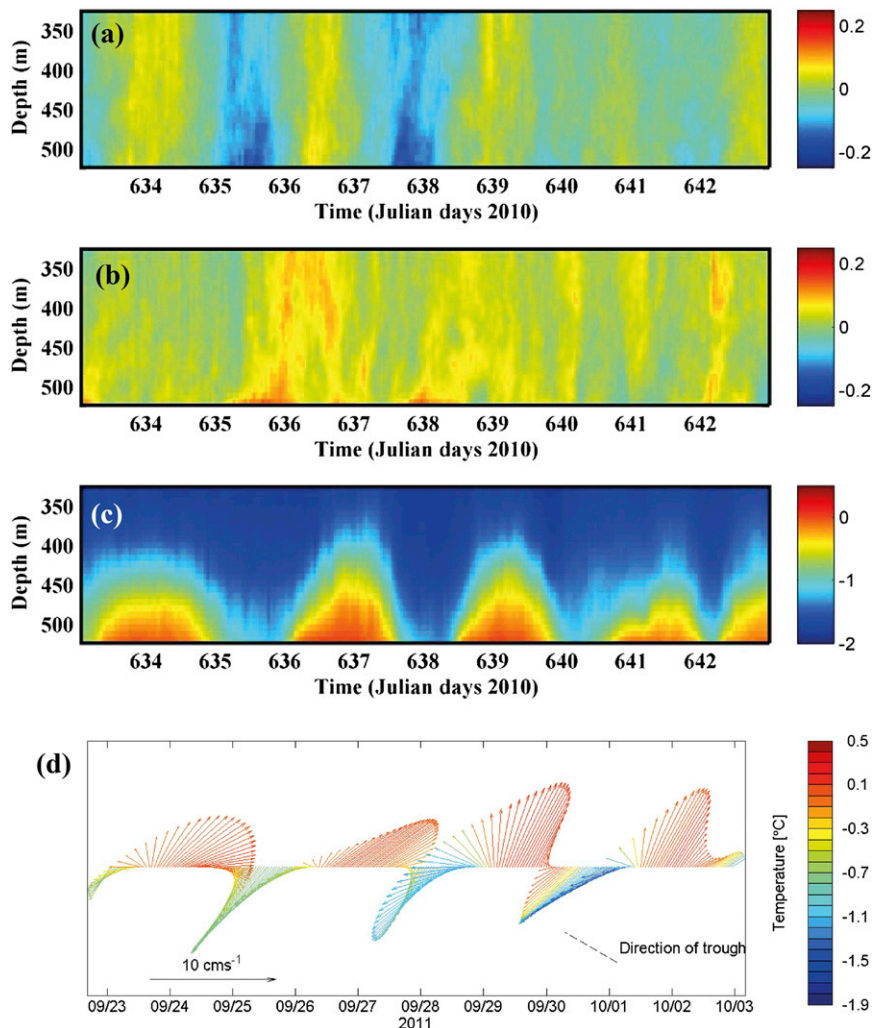 (a)
Depth (m)
350
400
450
500
634 635 636 637 638 639 640 641 642
Time (Julian days 2010)
0.2
0
-0.2
(b)
Depth (m)
350
400
450
500
634 635 636 637 638 639 640 641 642
Time (Julian days 2010)
0.2
0
-0.2
(c)
Depth (m)
350
400
450
500
634 635 636 637 638 639 640 641 642
Time (Julian days 2010)
0
-1
-2
(d)
10 cms⁻¹
Direction of trough
09/23 09/24 09/25 09/26 09/27 09/28 09/29 09/30 10/01 10/02 10/03
2011
0.5
0.1
-0.3
-0.7
-1.1
-1.5
-1.9
Temperature [°C]